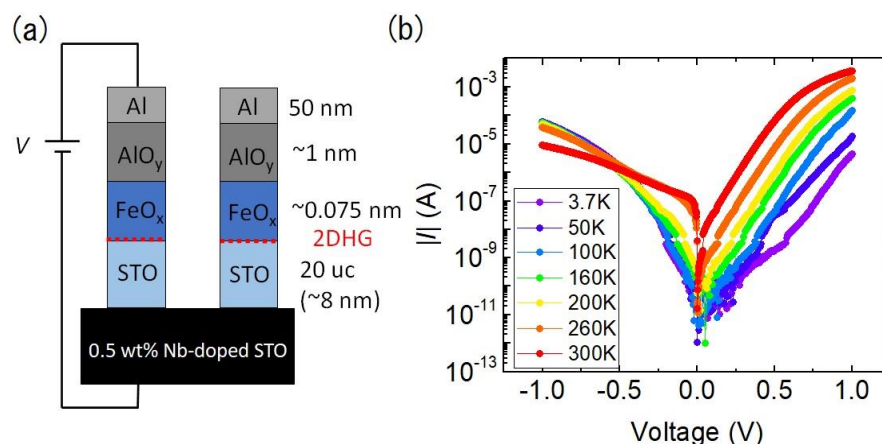 (a)
Al
Al
50 nm
V
AlOy
AlOy
~1 nm
FeOx
FeOx
~0.075 nm
2DHG
STO
STO
20 uc
(~8 nm)
0.5 wt% Nb-doped STO
(b)
10-3
10-5
10-7
10-9
10-11
10-13
|I| (A)
3.7K
50K
100K
160K
200K
260K
300K
-1.0 -0.5 0.0 0.5 1.0
Voltage (V)